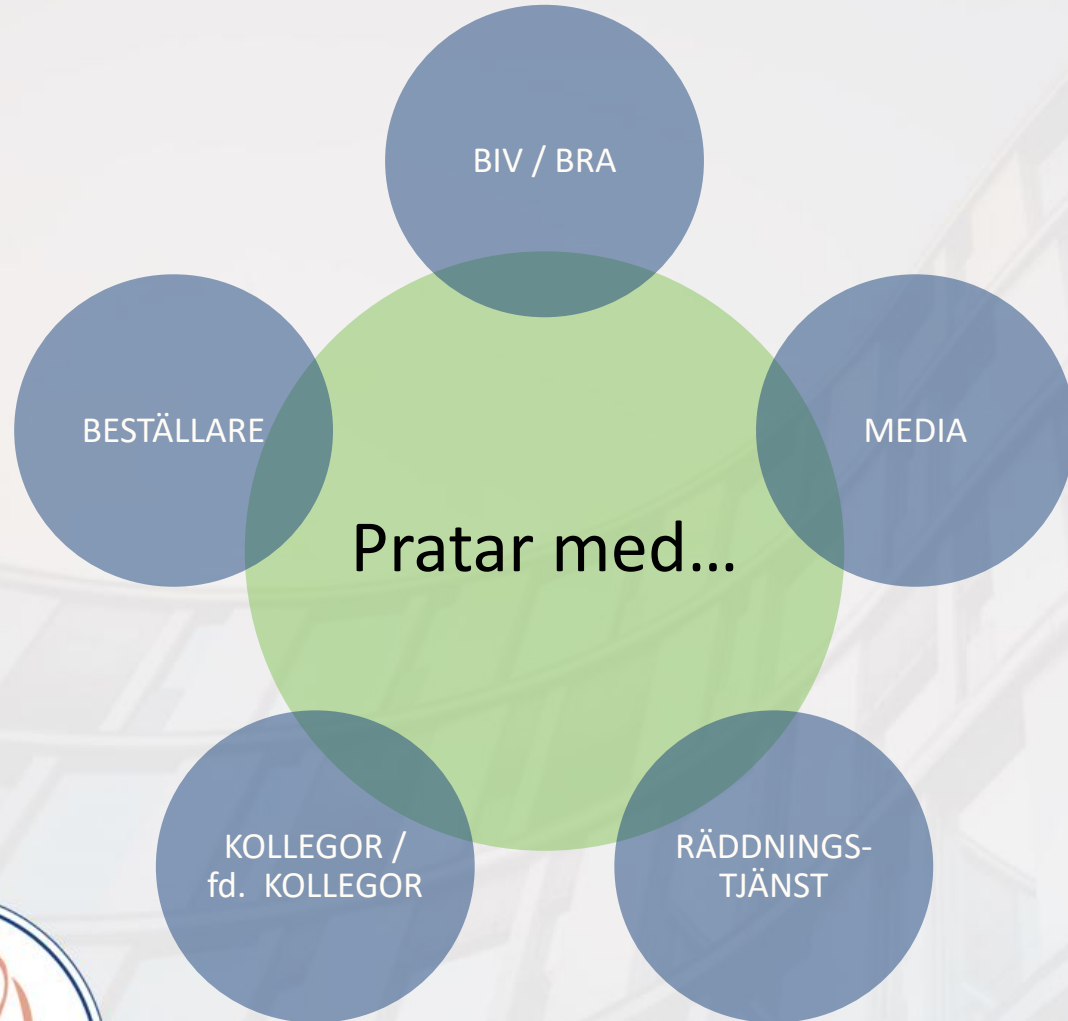 BIV / BRA
BESTÄLLARE
MEDIA
Pratar med...
KOLLEGOR /
fd. KOLLEGOR
RÄDDNINGS-
TJÄNST